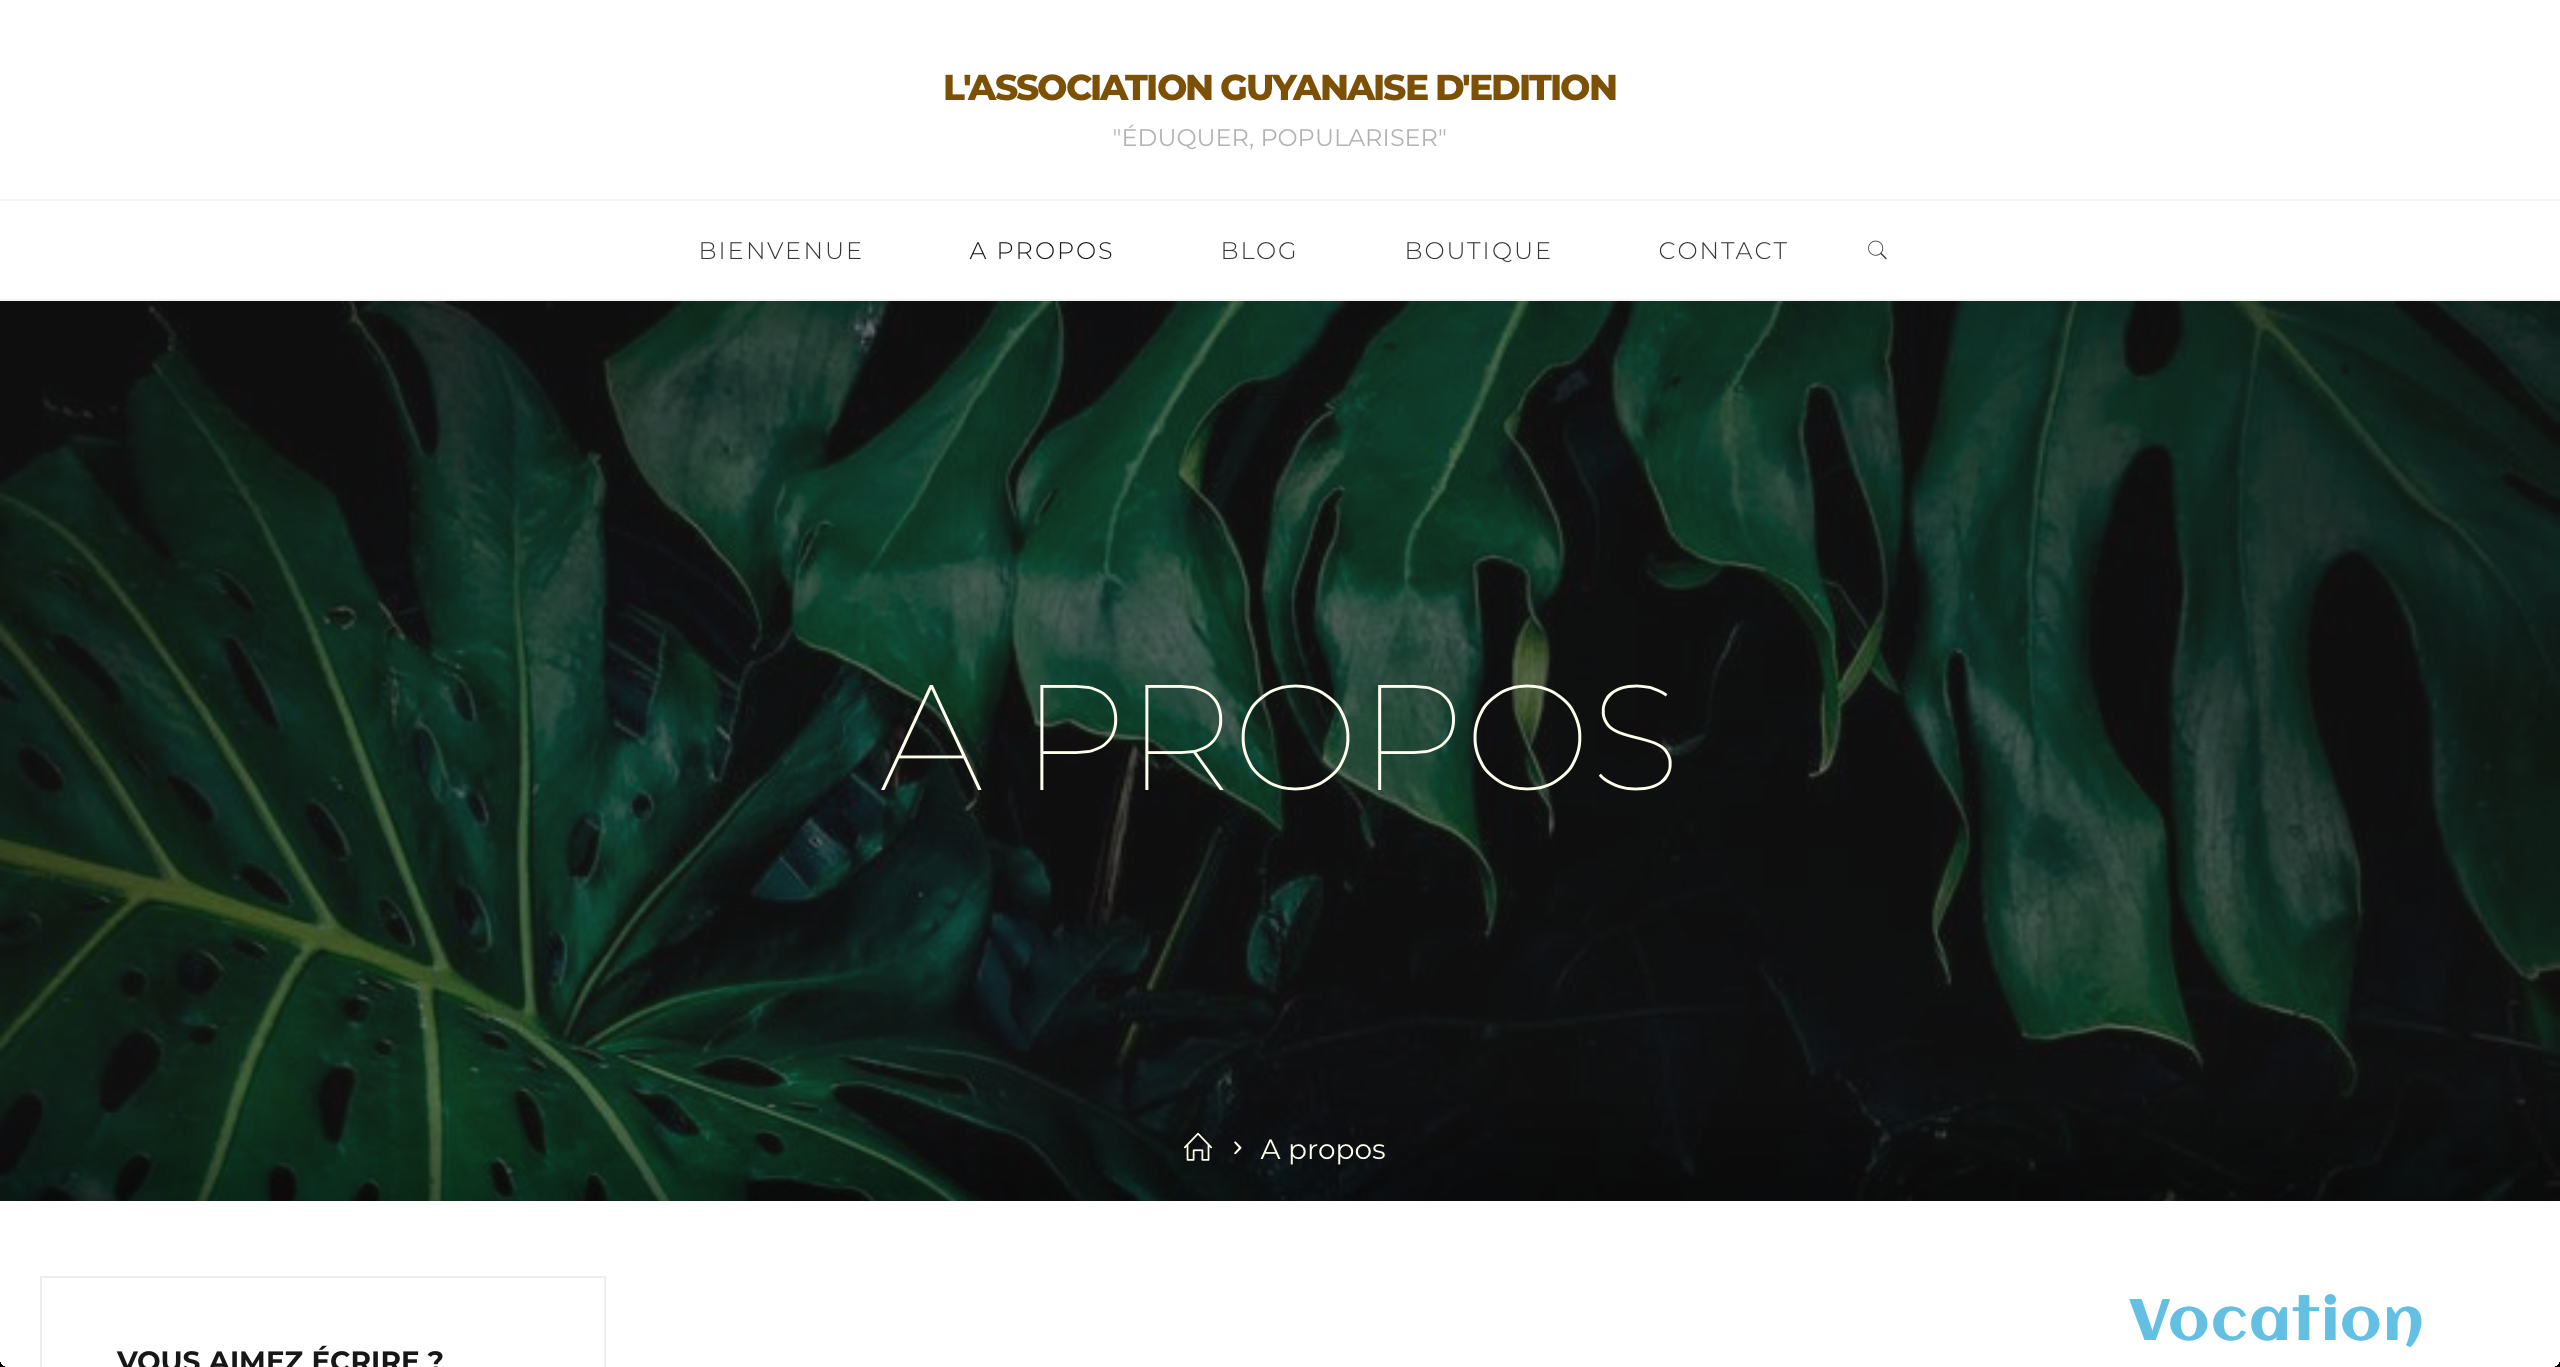 L'ASSOCIATION GUYANAISE D'EDITION
"ÉDUQUER, POPULARISER"
BIENVENUE A PROPOS BLOG BOUTIQUE CONTACT
A PROPOS
A propos
Vocation
VOUS AIMEZ ÉCRIRE ?